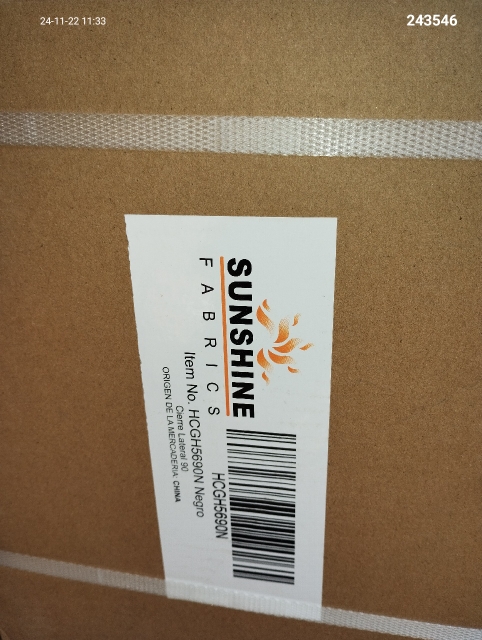 24-11-22 11:33
243546
SUNSHINE
FABRICS
HCGH5690N
Item No. HCGH5690N Negro
Cierre Lateral 90
ORIGEN DE LA MERCADERIA: CHINA